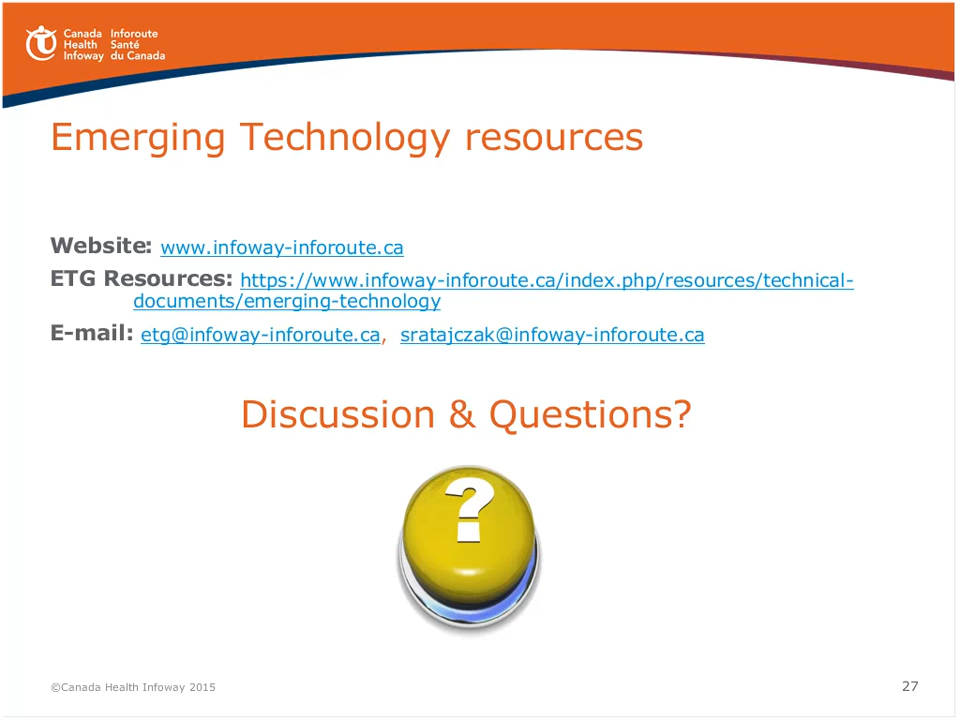 Canada Inforoute
Health Santé
Infoway du Canada
Emerging Technology resources
Website: www.infoway-inforoute.ca
ETG Resources: https://www.infoway-inforoute.ca/index.php/resources/technical-
documents/emerging-technology
E-mail: etg@infoway-inforoute.ca, sratajczak@infoway-inforoute.ca
Discussion & Questions?
?
©Canada Health Infoway 2015
27